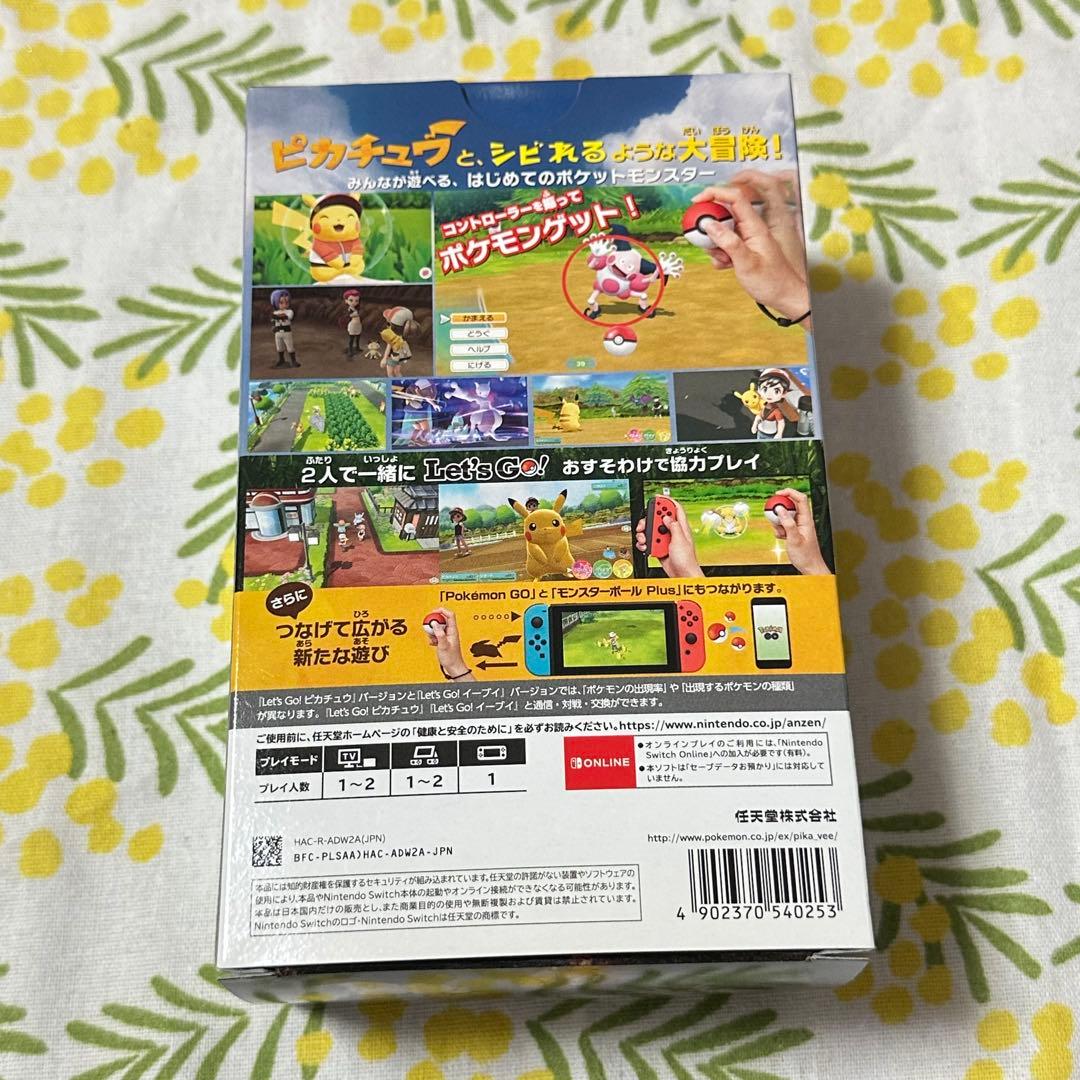 ピカチュウと、シビれるような大冒険!
みんなが遊べる、はじめてのポケットモンスター
コントローラーを振って
ポケモンゲット!
かまえる
どうぐ
ヘルプ
にげる
39
2人で一緒に Let's GO! おすそわけで協力プレイ
さらに
つなげて広がる
新たな遊び
「Pokémon GO」と「モンスターボール Plus」にもつながります。
『Let's Go! ピカチュウ』バージョンと『Let's Go! イーブイ』バージョンでは、「ポケモンの出現率」や「出現するポケモンの種類」
が異なります。『Let's Go! ピカチュウ』『Let's Go! イーブイ』と通信・対戦・交換ができます。
ご使用前に、任天堂ホームページの「健康と安全のために」を必ずお読みください。https://www.nintendo.co.jp/anzen/
プレイモード TV
プレイ人数 1~2 1~2 1
ONLINE
●オンラインプレイのご利用には、「Nintendo
Switch Online」への加入が必要です(有料)。
●本ソフトは「セーブデータお預かり」には対応して
いません。
任天堂株式会社
http://www.pokemon.co.jp/ex/pika_vee/
HAC-R-ADW2A(JPN)
BFC-PLSAA)HAC-ADW2A-JPN
本品には知的財産権を保護するセキュリティが組み込まれています。任天堂の許諾がない装置やソフトウェアの
使用により、本品やNintendo Switch本体の起動やオンライン接続ができなくなる可能性があります。
本品は日本国内だけの販売とし、また商業目的の使用や無断複製および賃貸は禁止されています。
Nintendo Switchのロゴ・Nintendo Switchは任天堂の商標です。
4 902370 540253